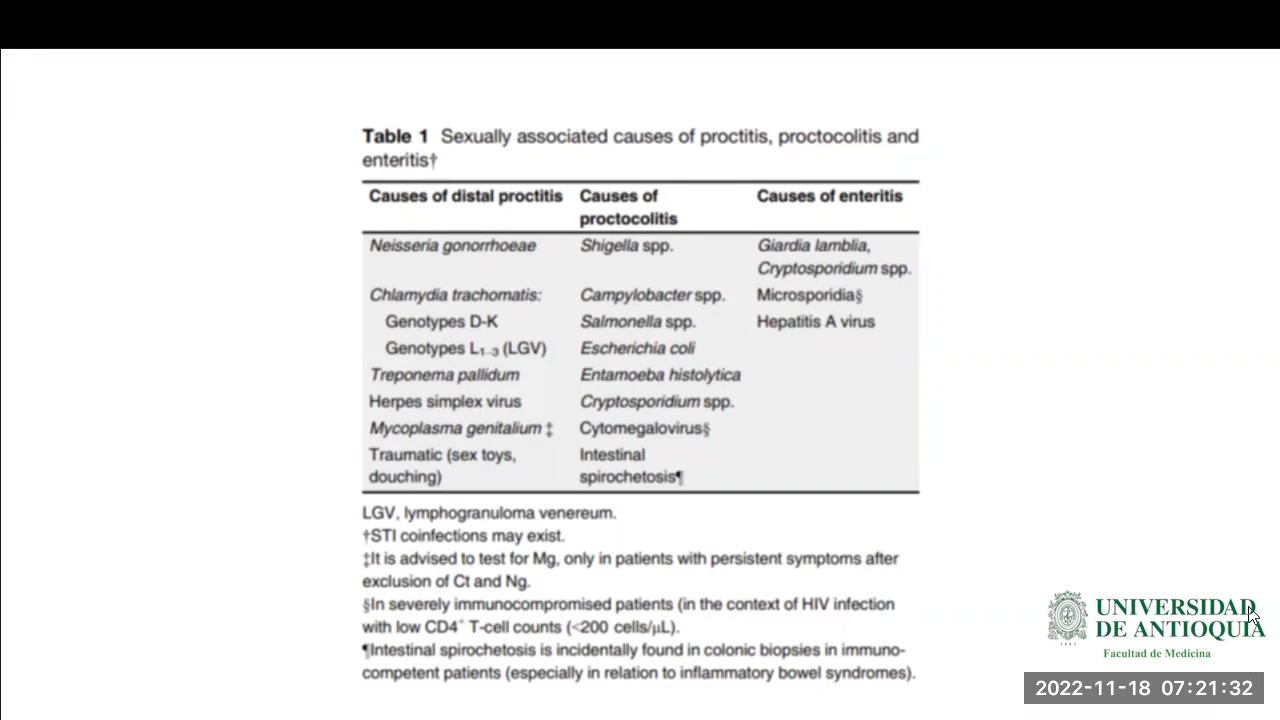 Table 1 Sexually associated causes of proctitis, proctocolitis and
enteritis†
Causes of distal proctitis Causes of proctocolitis Causes of enteritis
Neisseria gonorrhoeae Shigella spp. Giardia lamblia,
Cryptosporidium spp.
Chlamydia trachomatis: Campylobacter spp. Microsporidia§
Genotypes D-K Salmonella spp. Hepatitis A virus
Genotypes L1–3 (LGV) Escherichia coli
Treponema pallidum Entamoeba histolytica
Herpes simplex virus Cryptosporidium spp.
Mycoplasma genitalium ‡ Cytomegalovirus§
Traumatic (sex toys, Intestinal
douching) spirochetosis¶
LGV, lymphogranuloma venereum.
†STI coinfections may exist.
‡It is advised to test for Mg, only in patients with persistent symptoms after
exclusion of Ct and Ng.
§In severely immunocompromised patients (in the context of HIV infection
with low CD4+ T-cell counts (<200 cells/μL).
¶Intestinal spirochetosis is incidentally found in colonic biopsies in immuno-
competent patients (especially in relation to inflammatory bowel syndromes).
UNIVERSIDAD
DE ANTIOQUIA
1803
Facultad de Medicina
2022-11-18 07:21:32